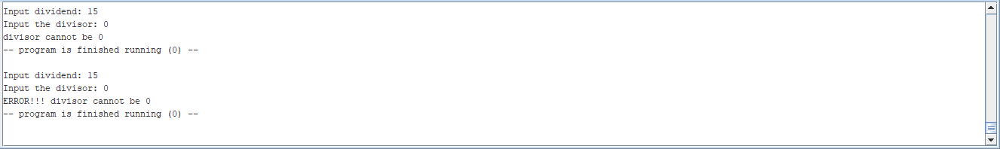 Input dividend: 15
Input the divisor: 0
divisor cannot be 0
-- program is finished running (0) --
Input dividend: 15
Input the divisor: 0
ERROR!!! divisor cannot be 0
-- program is finished running (0) --